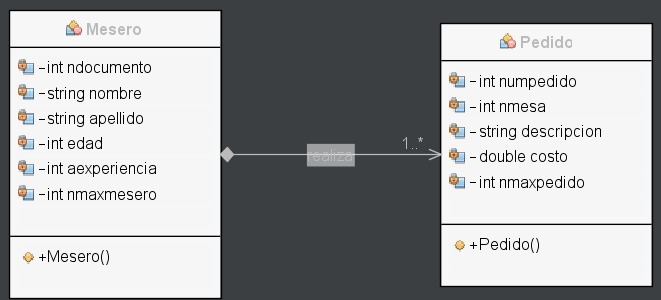 Mesero
-int ndocumento
-string nombre
-string apellido
-int edad
-int aexperiencia
-int nmaxmesero
+Mesero()
realiza
1..*
Pedido
-int numpedido
-int nmesa
-string descripcion
-double costo
-int nmaxpedido
+Pedido()